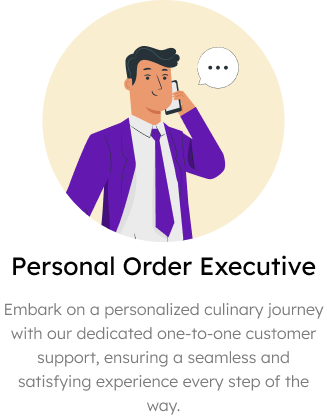 Personal Order Executive
Embark on a personalized culinary journey
with our dedicated one-to-one customer
support, ensuring a seamless and
satisfying experience every step of the
way.